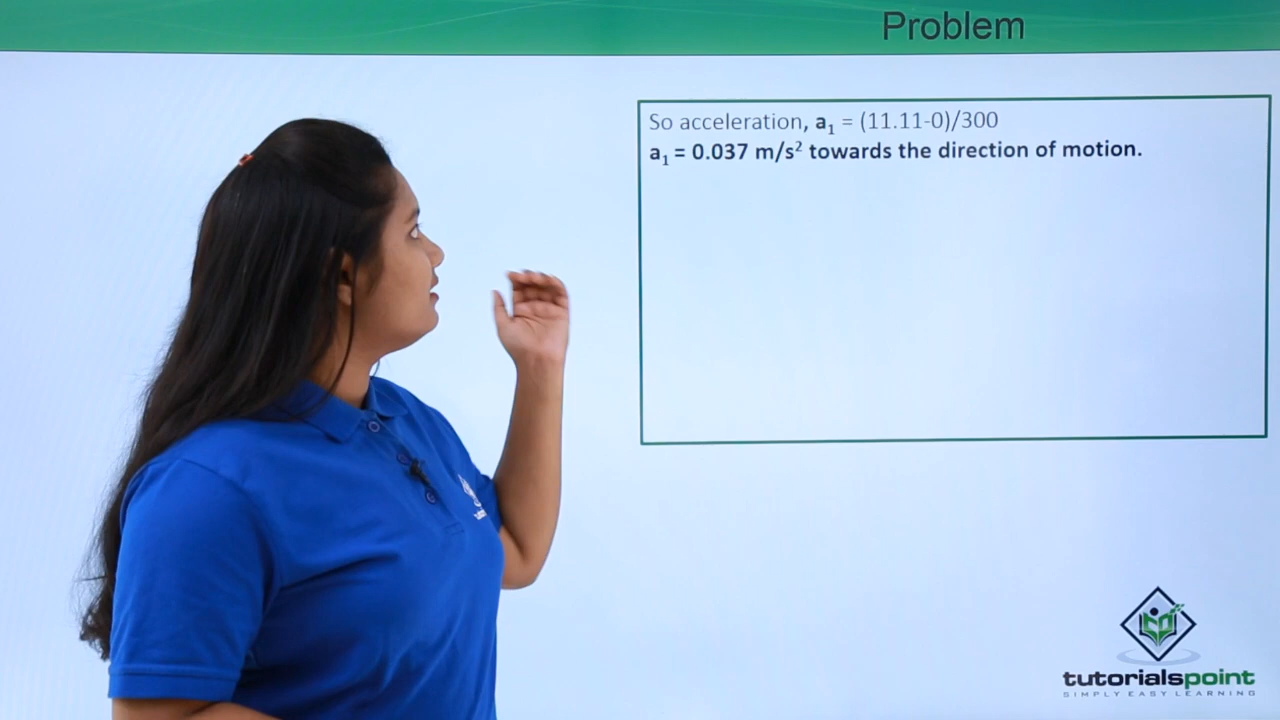 Problem
So acceleration, a₁ = (11.11-0)/300
a₁ = 0.037 m/s² towards the direction of motion.
tutorialspoint
SIMPLY EASY LEARNING